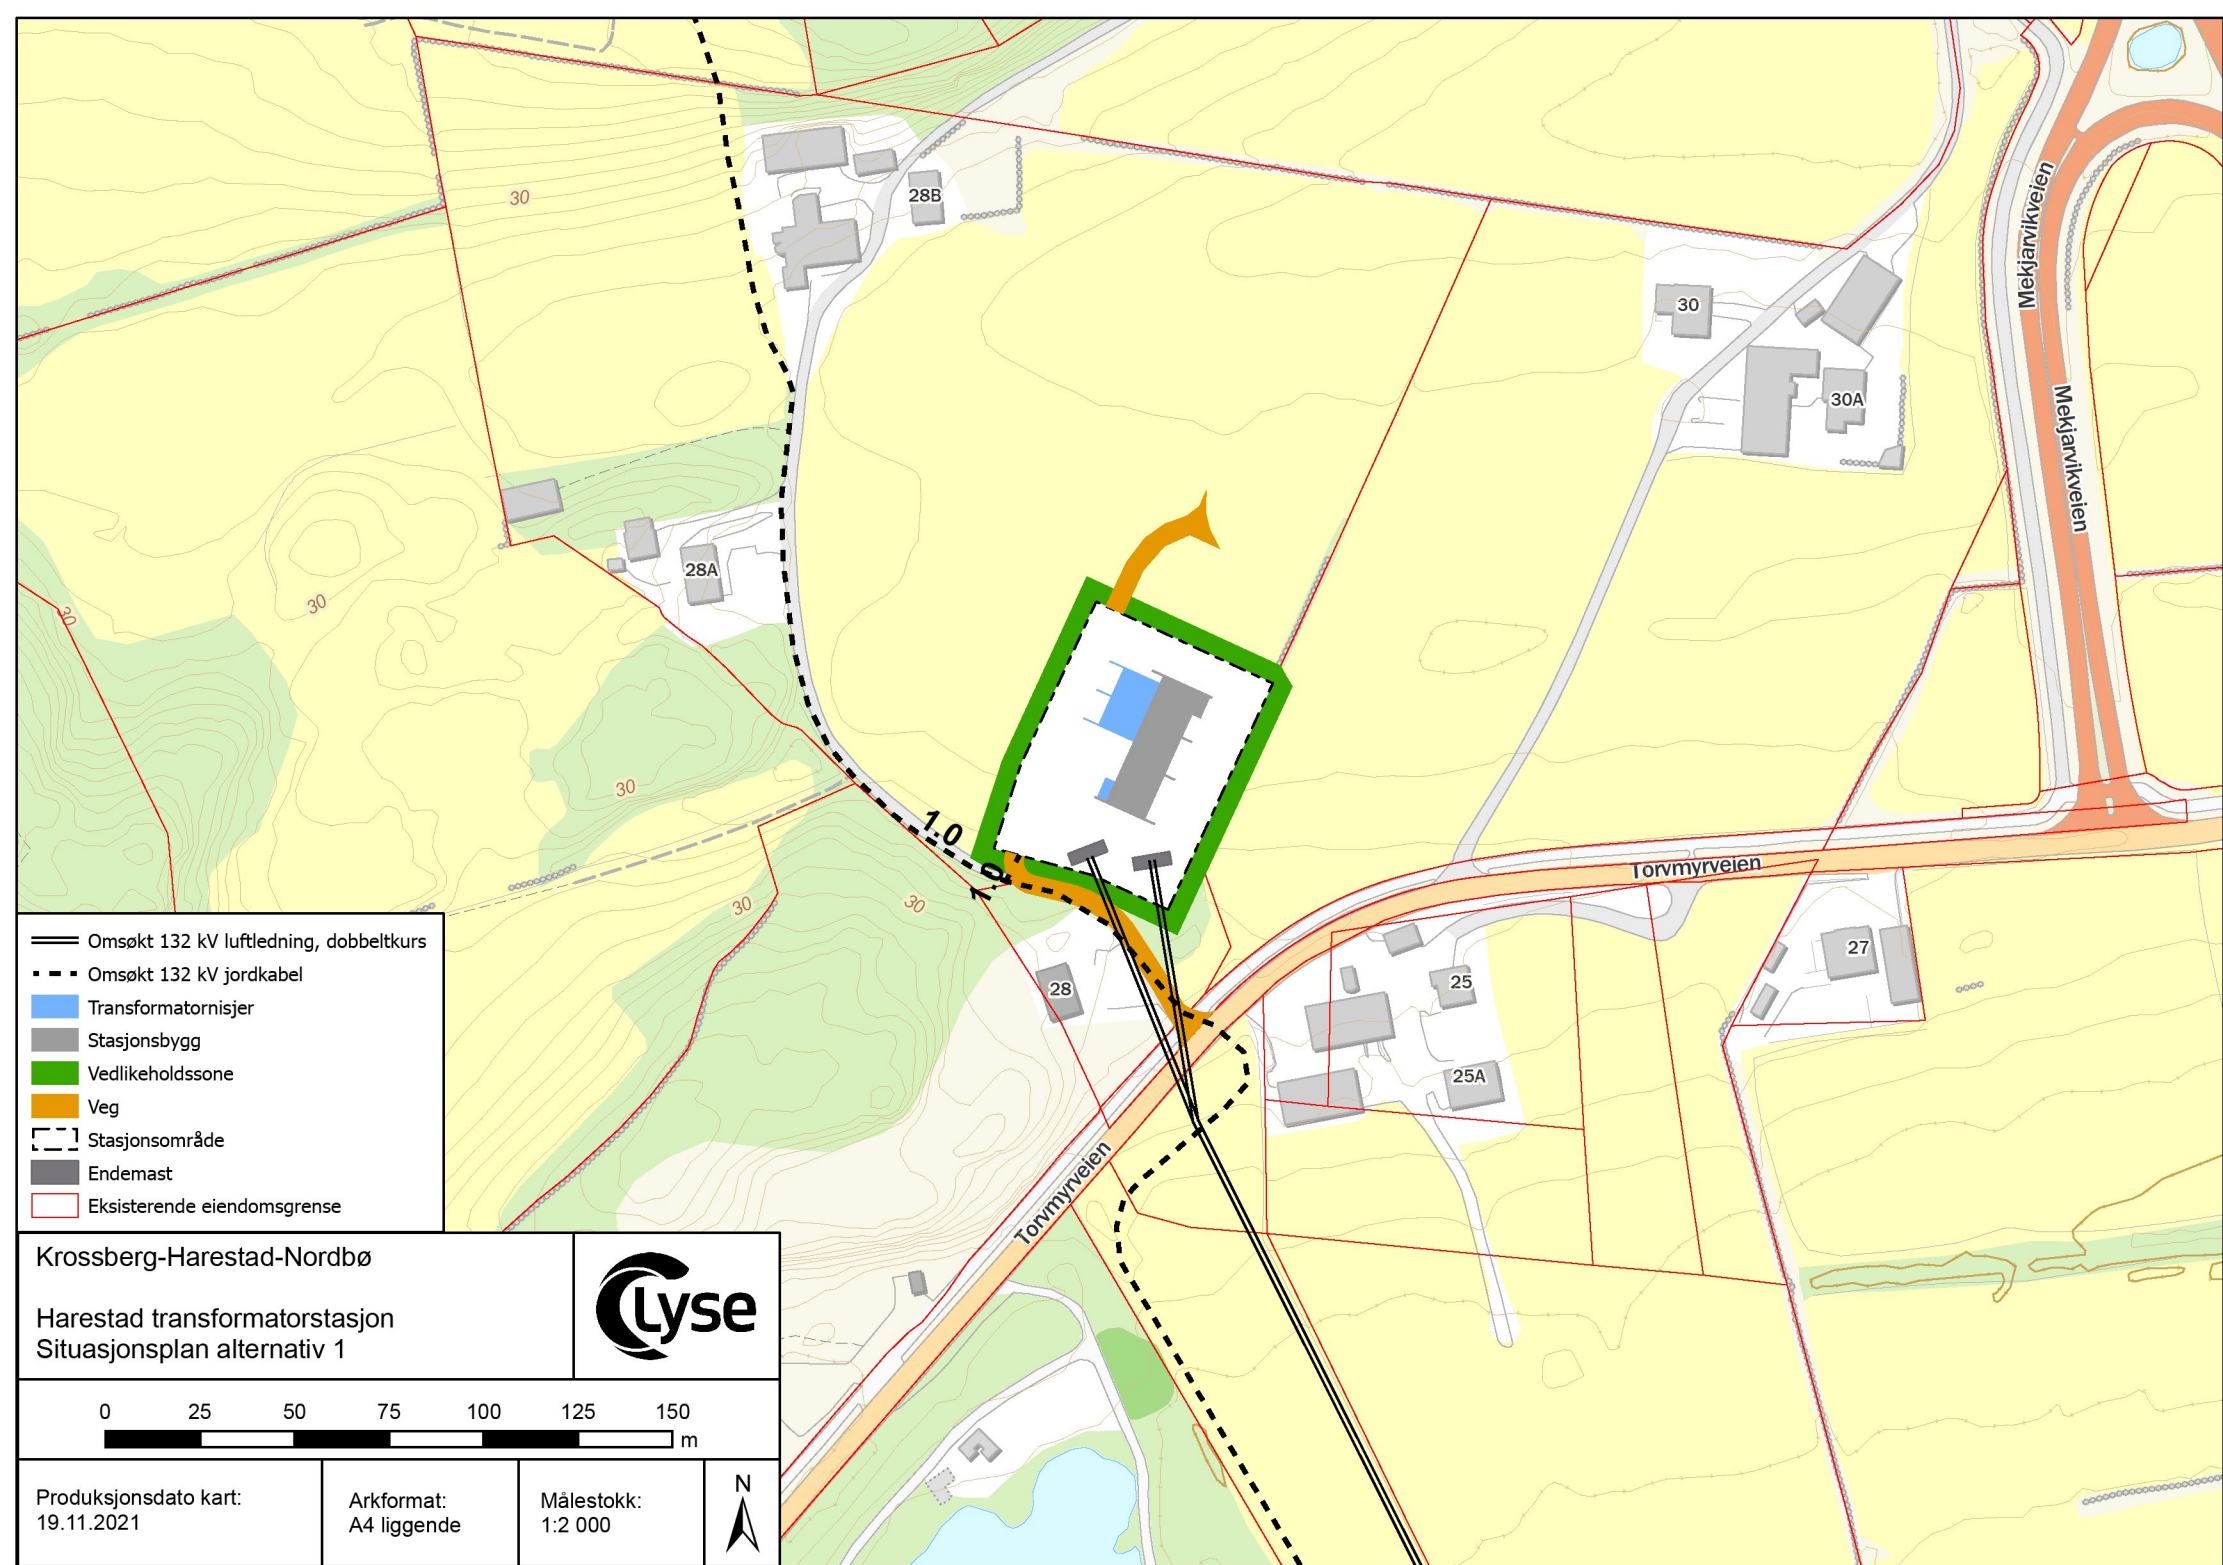 30
28B
Mekjarvikveien
30
30A
Mekjarvikveien
28A
30
30
30
1.0
1.0
30
30
Torvmyrveien
28
25
27
25A
Torvmyrveien
Omsøkt 132 kV luftledning, dobbeltkurs
Omsøkt 132 kV jordkabel
Transformatornisjer
Stasjonsbygg
Vedlikeholdssone
Veg
Stasjonsområde
Endemast
Eksisterende eiendomsgrense
Krossberg-Harestad-Nordbø
Harestad transformatorstasjon
Situasjonsplan alternativ 1
Lyse
0 25 50 75 100 125 150
m
Produksjonsdato kart:
19.11.2021
Arkformat:
A4 liggende
Målestokk:
1:2 000
N